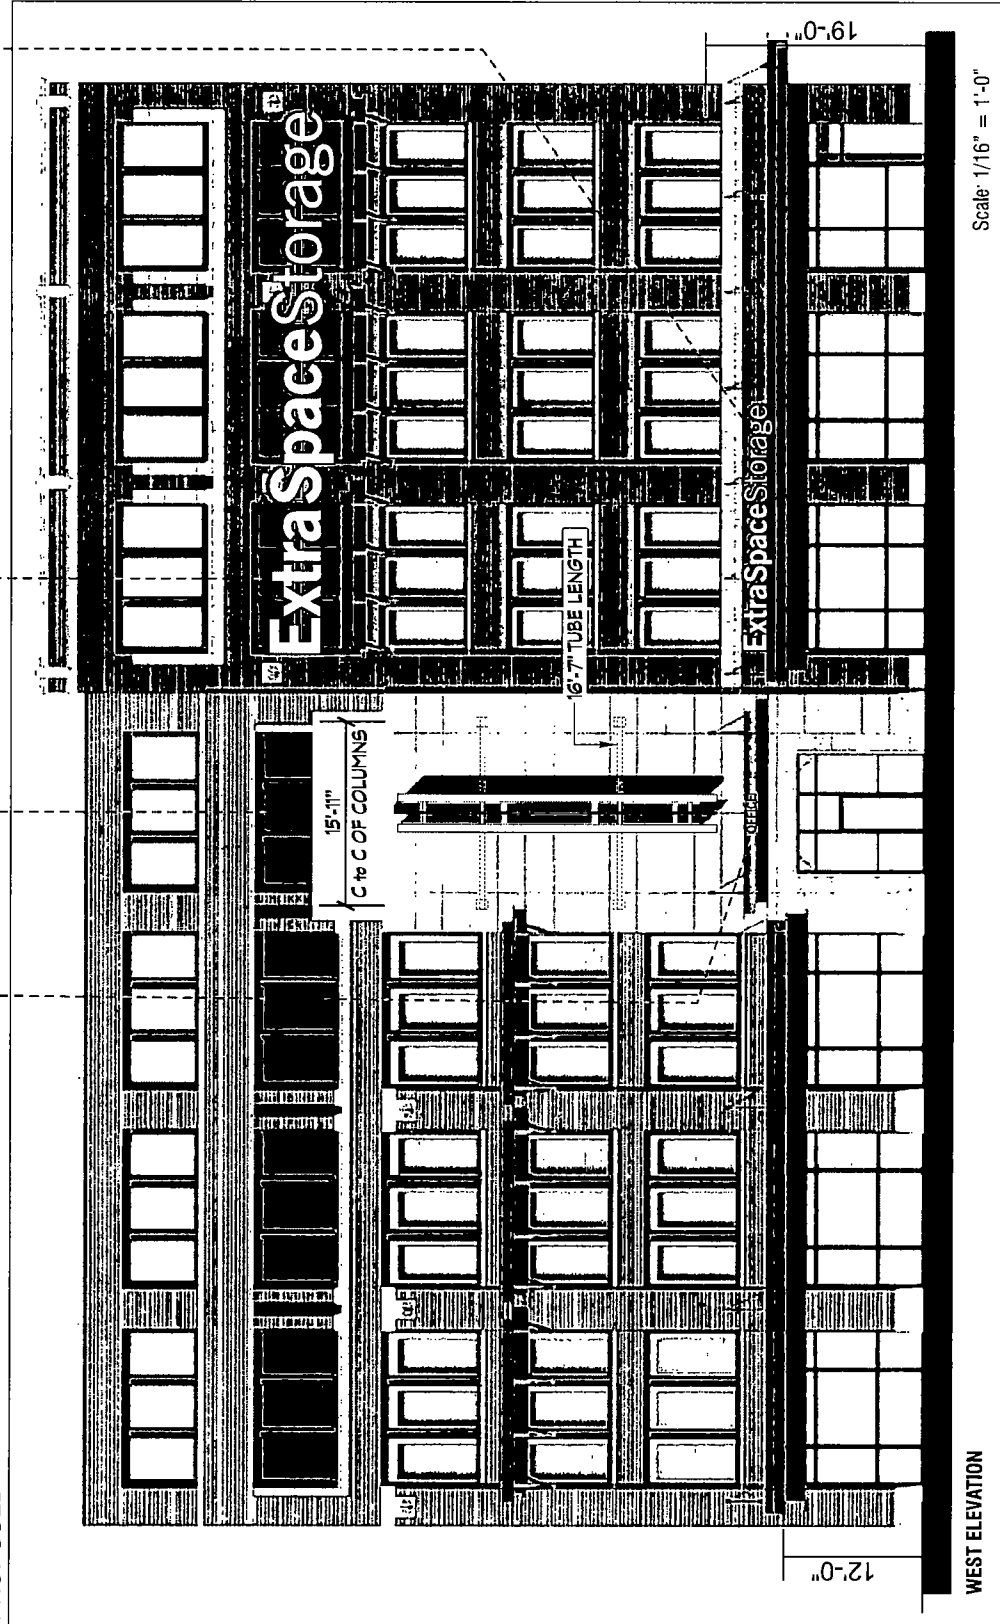 ExtraSpaceStorage
15'-11"
C to C OF COLUMNS
16'-7" TUBE LENGTH
OFFICE
ExtraSpaceStorage
12'-0"
19'-0"
WEST ELEVATION
Scale: 1/16" = 1'-0"